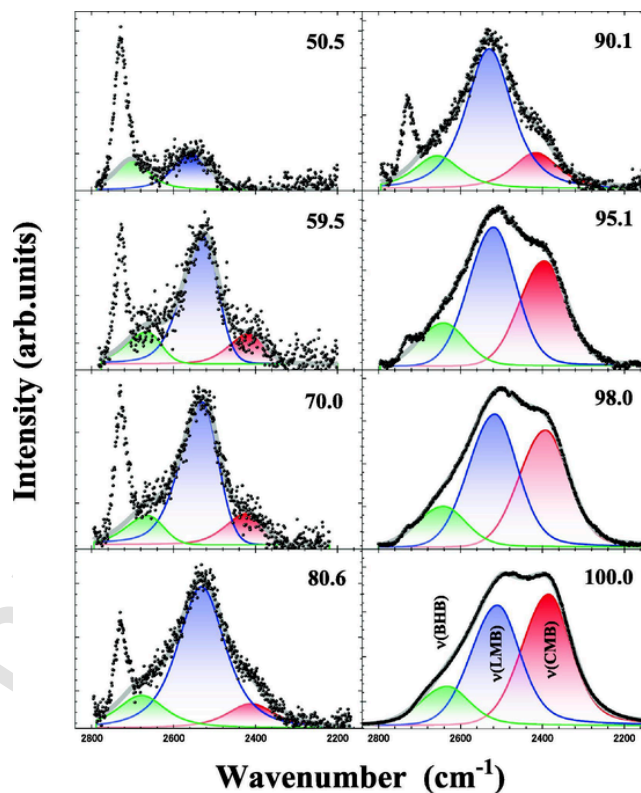 50.5
90.1
59.5
95.1
70.0
98.0
80.6
100.0
ν(BHB)
ν(LMB)
ν(CMB)
Intensity (arb.units)
2800 2600 2400 2200
2800 2600 2400
Wavenumber (cm⁻¹)